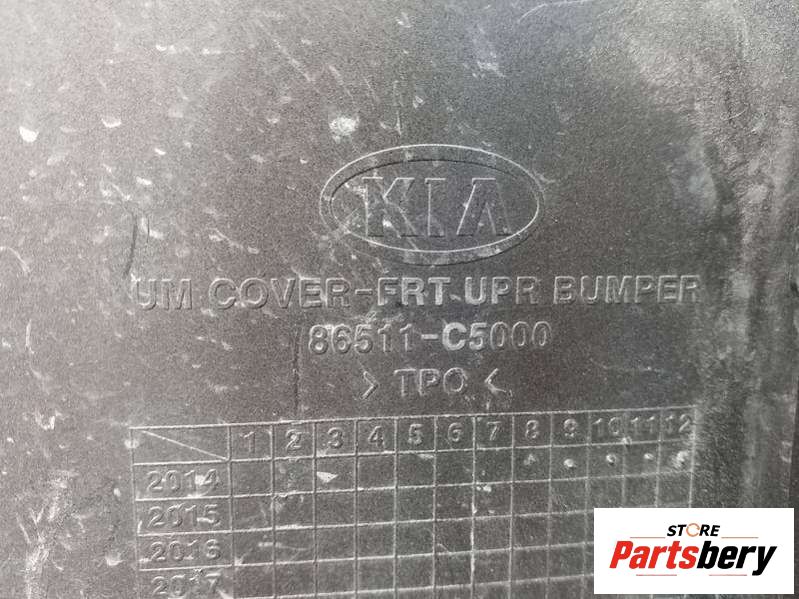 KIA
UM COVER-FRT UPR BUMPER
86511-C5000
> TPO <
1 2 3 4 5 6 7 8 9 10 11 12
2014
2015
2016
2017
STORE
Partsbery